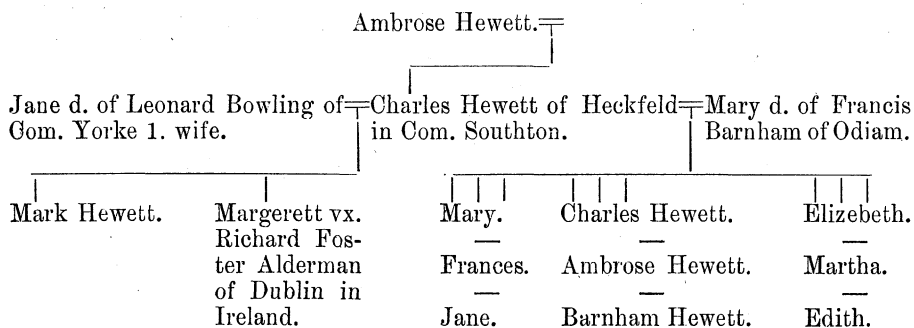 Ambrose Hewett.
Jane d. of Leonard Bowling of Charles Hewett of Heckfeld Mary d. of Francis
Com. Yorke 1. wife. in Com. Southton. Barnham of Odiam.
Mark Hewett. Margerett vx. Mary. Charles Hewett. Elizebeth.
Richard Fos-
ter Alderman Frances. Ambrose Hewett. Martha.
of Dublin in
Ireland. Jane. Barnham Hewett. Edith.